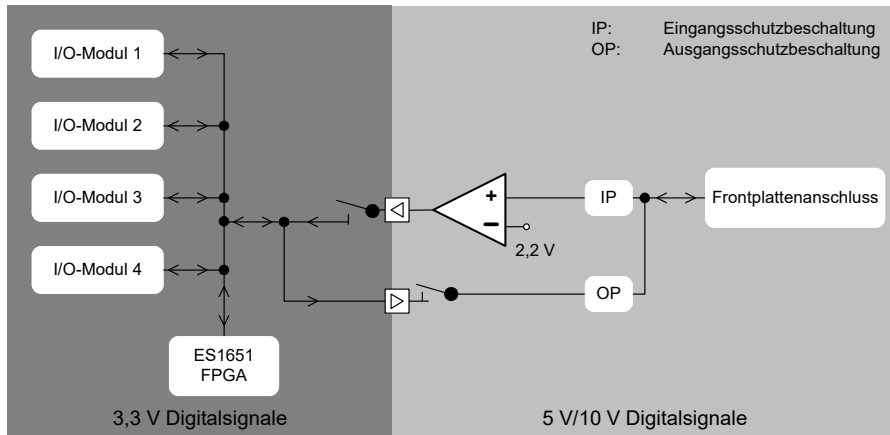 IP: Eingangsschutzbeschaltung
OP: Ausgangsschutzbeschaltung
I/O-Modul 1
I/O-Modul 2
I/O-Modul 3
I/O-Modul 4
+
−
2,2 V
IP
Frontplattenanschluss
OP
ES1651
FPGA
3,3 V Digitalsignale
5 V/10 V Digitalsignale